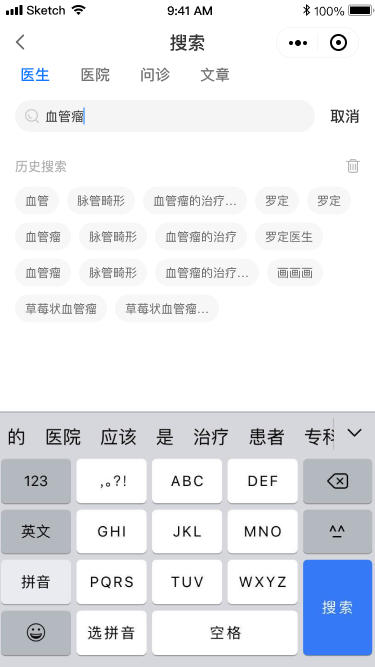 Sketch 9:41 AM 100%
搜索
医生 医院 问诊 文章
血管瘤 取消
历史搜索
血管 脉管畸形 血管瘤的治疗... 罗定 罗定
血管瘤 脉管畸形 血管瘤的治疗 罗定医生
血管瘤 脉管畸形 血管瘤的治疗... 画画画
草莓状血管瘤 草莓状血管瘤...
的 医院 应该 是 治疗 患者 专科
123 ,。?! ABC DEF
英文 GHI JKL MNO ^^
拼音 PQRS TUV WXYZ 搜索
选拼音 空格